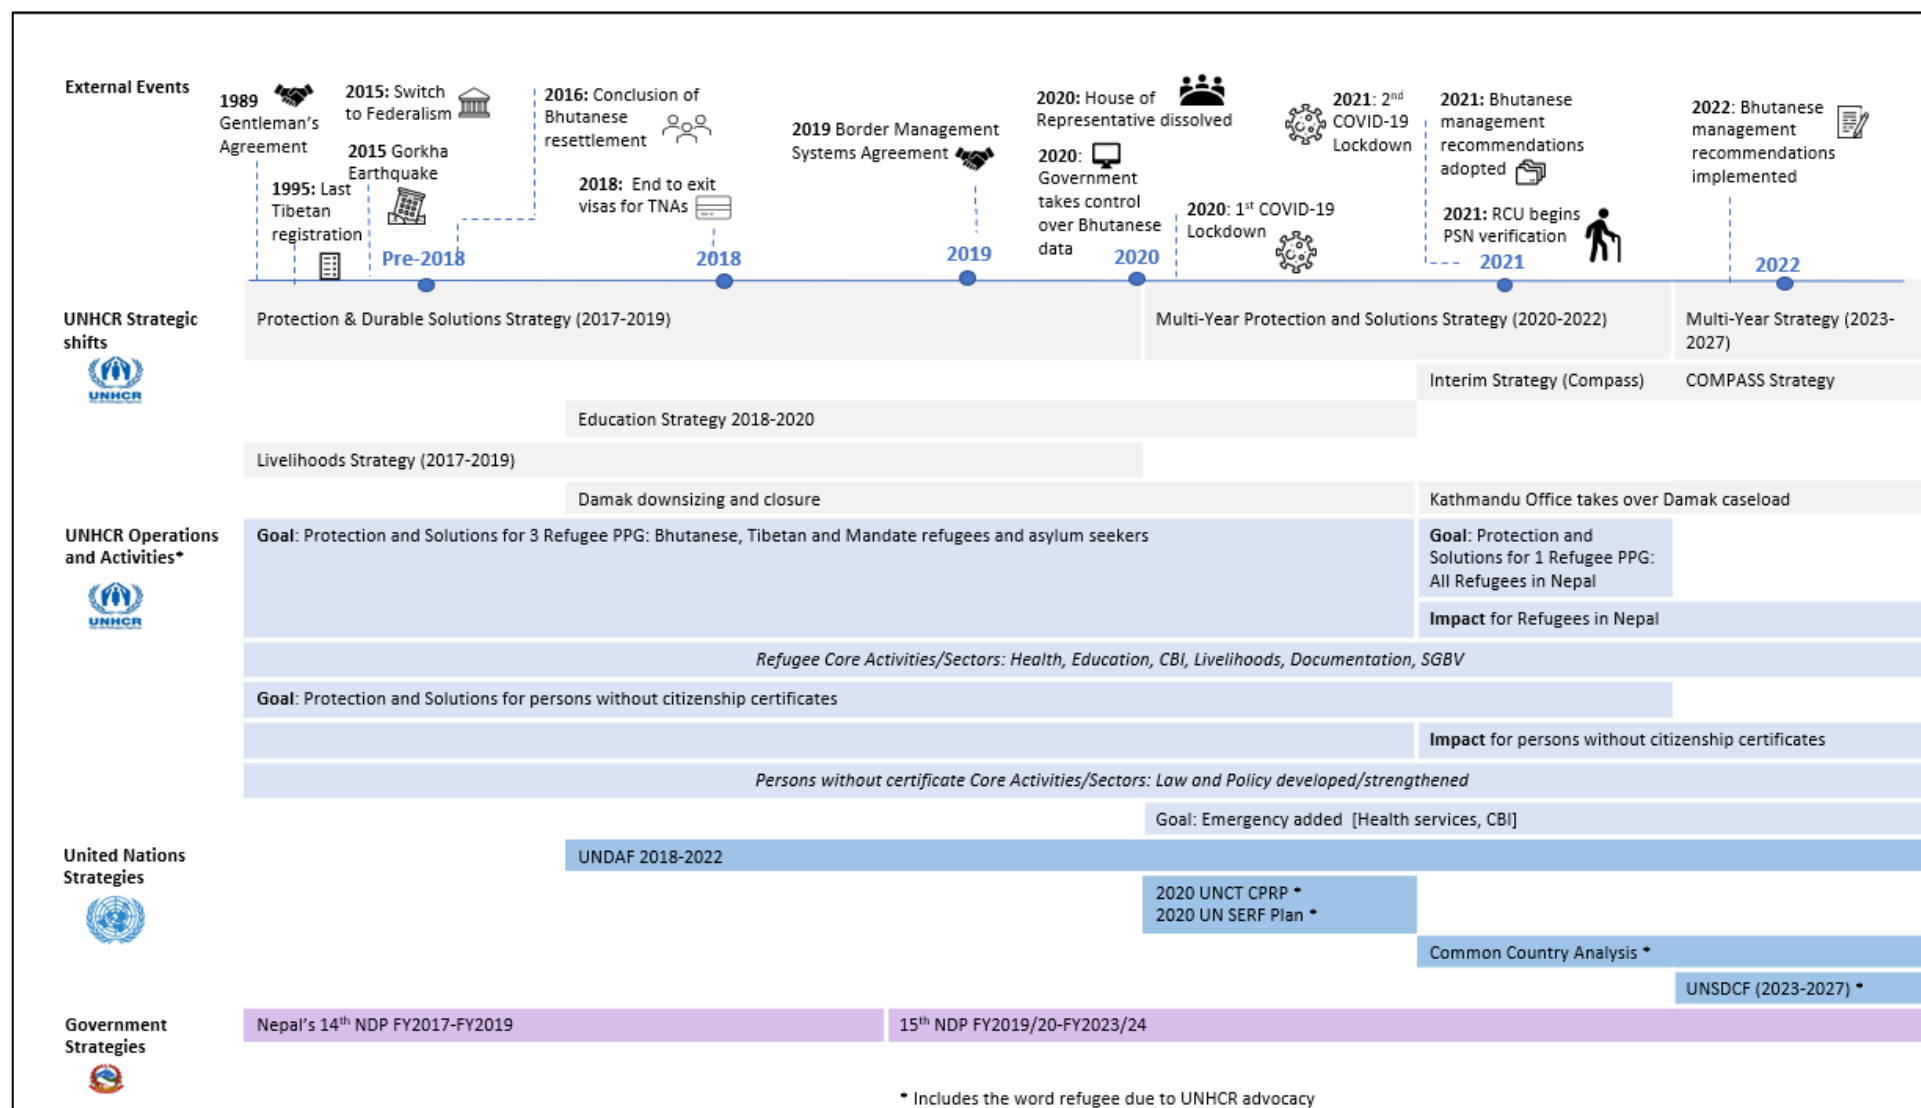 External Events
1989
Gentleman's
Agreement
1995: Last
Tibetan
registration
2015: Switch
to Federalism
2015 Gorkha
Earthquake
2016: Conclusion of
Bhutanese
resettlement
2018: End to exit
visas for TNAs
2019 Border Management
Systems Agreement
2020: House of
Representative dissolved
2020:
Government
takes control
over Bhutanese
data
2020: 1st COVID-19
Lockdown
2021: 2nd
COVID-19
Lockdown
2021: Bhutanese
management
recommendations
adopted
2021: RCU begins
PSN verification
2022: Bhutanese
management
recommendations
implemented
Pre-2018
2018
2019
2020
2021
2022
UNHCR Strategic
shifts
UNHCR
Protection & Durable Solutions Strategy (2017-2019)
Multi-Year Protection and Solutions Strategy (2020-2022)
Multi-Year Strategy (2023-
2027)
Interim Strategy (Compass)
COMPASS Strategy
Education Strategy 2018-2020
Livelihoods Strategy (2017-2019)
Damak downsizing and closure
Kathmandu Office takes over Damak caseload
UNHCR Operations
and Activities*
UNHCR
Goal: Protection and Solutions for 3 Refugee PPG: Bhutanese, Tibetan and Mandate refugees and asylum seekers
Goal: Protection and
Solutions for 1 Refugee PPG:
All Refugees in Nepal
Impact for Refugees in Nepal
Refugee Core Activities/Sectors: Health, Education, CBI, Livelihoods, Documentation, SGBV
Goal: Protection and Solutions for persons without citizenship certificates
Impact for persons without citizenship certificates
Persons without certificate Core Activities/Sectors: Law and Policy developed/strengthened
Goal: Emergency added [Health services, CBI]
United Nations
Strategies
UNDAF 2018-2022
2020 UNCT CPRP *
2020 UN SERF Plan *
Common Country Analysis *
UNSDCF (2023-2027) *
Government
Strategies
Nepal's 14th NDP FY2017-FY2019
15th NDP FY2019/20-FY2023/24
* Includes the word refugee due to UNHCR advocacy